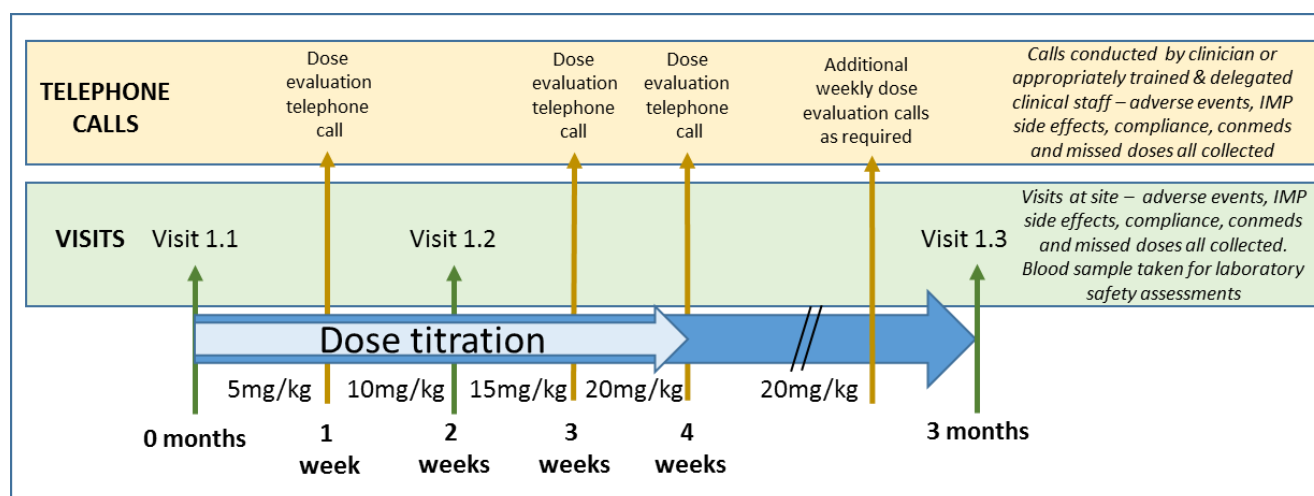 TELEPHONE
CALLS
Dose
evaluation
telephone
call
Dose
evaluation
telephone
call
Dose
evaluation
telephone
call
Additional
weekly dose
evaluation calls
as required
Calls conducted by clinician or
appropriately trained & delegated
clinical staff – adverse events, IMP
side effects, compliance, conmeds
and missed doses all collected
VISITS
Visit 1.1
Visit 1.2
Visit 1.3
Visits at site – adverse events, IMP
side effects, compliance, conmeds
and missed doses all collected.
Blood sample taken for laboratory
safety assessments
Dose titration
5mg/kg
10mg/kg
15mg/kg
20mg/kg
20mg/kg
0 months
1
week
2
weeks
3
weeks
4
weeks
3 months